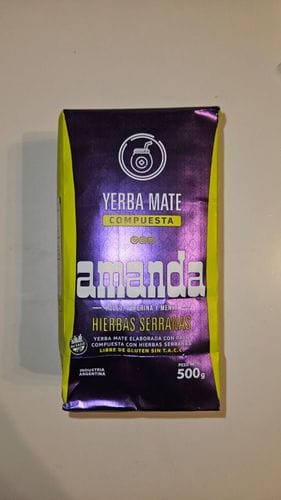 YERBA MATE
COMPUESTA
amanda
HIERBAS SERRANAS
YERBA MATE ELABORADA CON PALO
COMPUESTA CON HIERBAS SERRANAS
LIBRE DE GLUTEN SIN T.A.C.C.
INDUSTRIA
ARGENTINA
500g